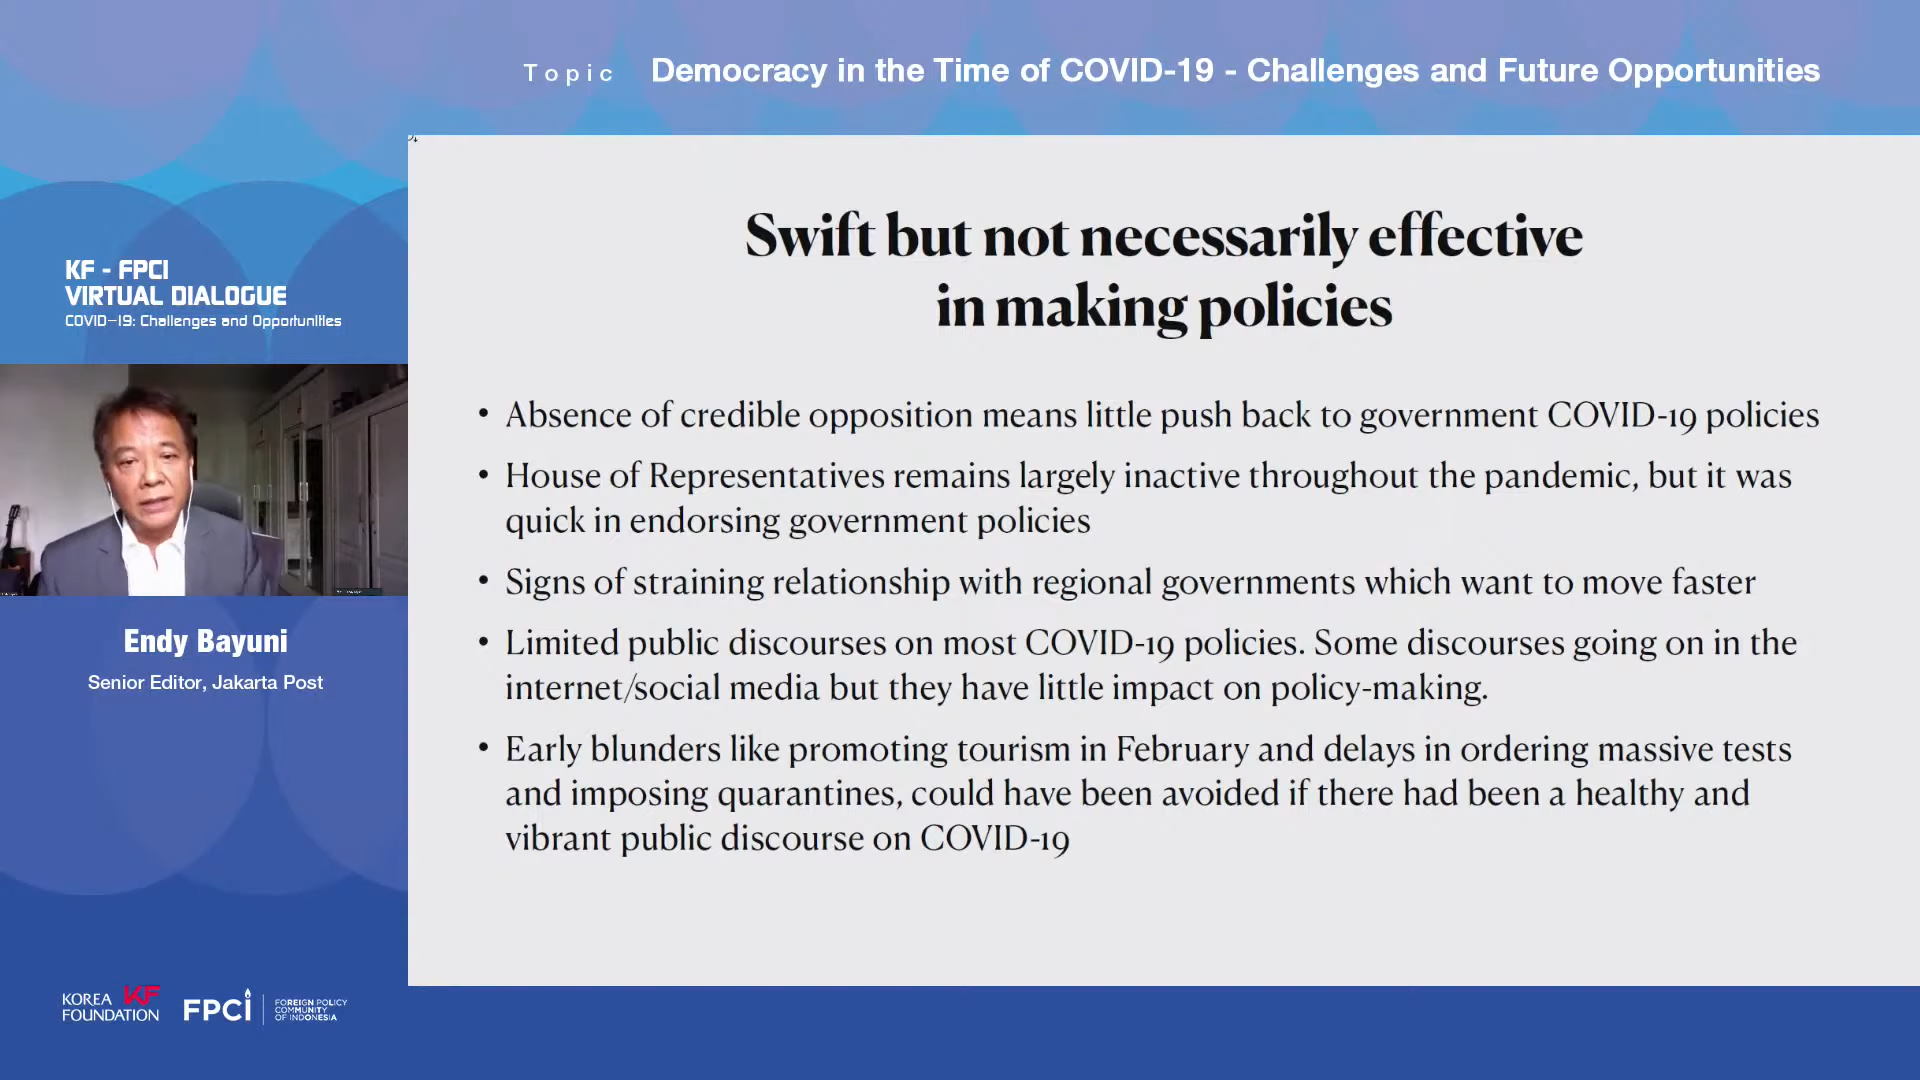 Topic Democracy in the Time of COVID-19 - Challenges and Future Opportunities
KF - FPCI
VIRTUAL DIALOGUE
COVID-19: Challenges and Opportunities
Endy Bayuni
Senior Editor, Jakarta Post
Swift but not necessarily effective
in making policies
• Absence of credible opposition means little push back to government COVID-19 policies
• House of Representatives remains largely inactive throughout the pandemic, but it was
quick in endorsing government policies
• Signs of straining relationship with regional governments which want to move faster
• Limited public discourses on most COVID-19 policies. Some discourses going on in the
internet/social media but they have little impact on policy-making.
• Early blunders like promoting tourism in February and delays in ordering massive tests
and imposing quarantines, could have been avoided if there had been a healthy and
vibrant public discourse on COVID-19
KOREA KF
FOUNDATION
FPCI
FOREIGN POLICY
COMMUNITY
OF INDONESIA